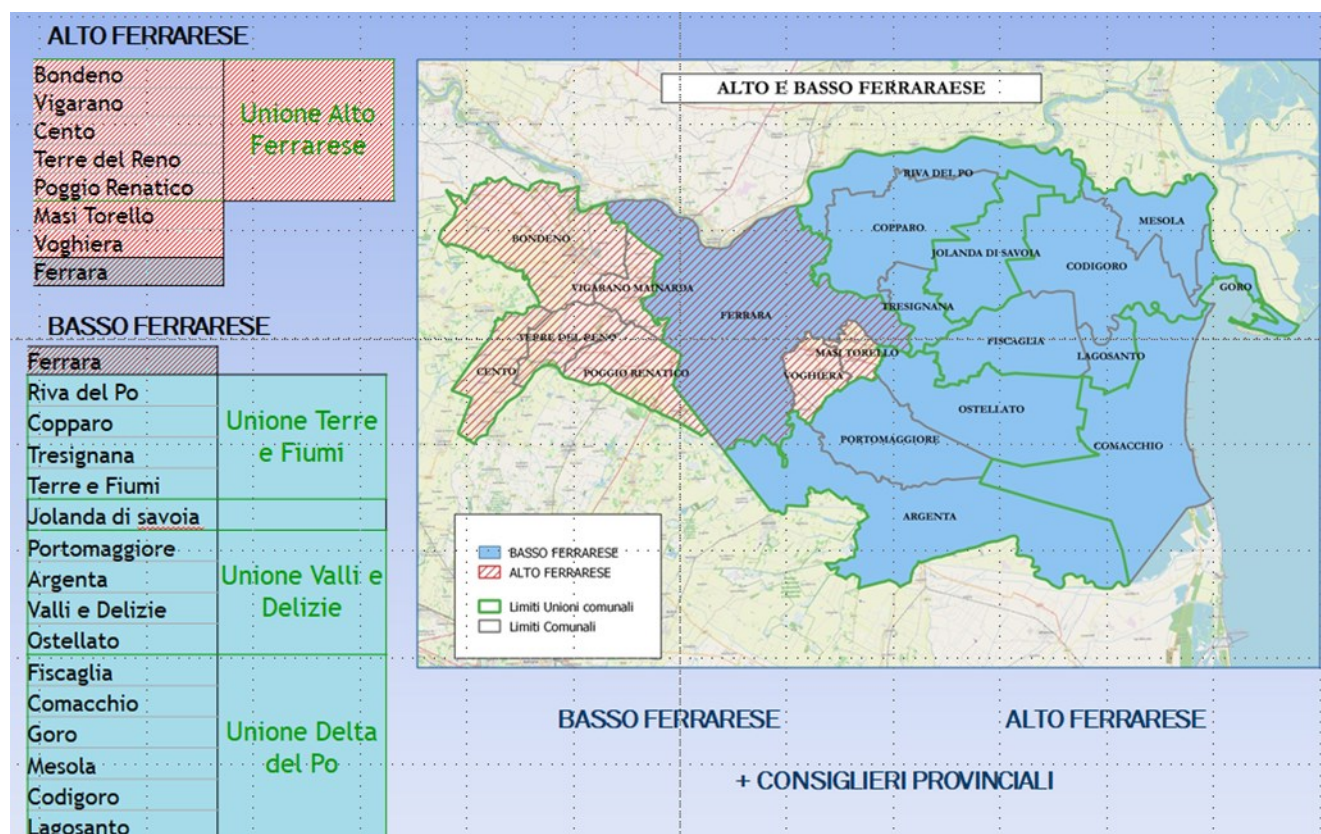 ALTO FERRARESE
Bondeno
Vigarano
Cento
Terre del Reno
Poggio Renatico
Masi Torello
Voghiera
Ferrara
Unione Alto
Ferrarese
BASSO FERRARESE
Ferrara
Riva del Po
Copparo
Tresignana
Terre e Fiumi
Jolanda di savoia
Portomaggiore
Argenta
Valli e Delizie
Ostellato
Fiscaglia
Comacchio
Goro
Mesola
Codigoro
Lagosanto
Unione Terre
e Fiumi
Unione Valli e
Delizie
Unione Delta
del Po
ALTO E BASSO FERRARAESE
RIVA DEL PO
MESOLA
COPPARO
BONDENO
JOLANDA DI SAVOIA
CODIGORO
VIGARANO MAINARDA
GORO
TRESIGNANA
FERRARA
TERRE DEL RENO
FISCAGLIA
MASI TORELLO
LAGOSANTO
CENTO
POGGIO RENATICO
VOGHIERA
OSTELLATO
PORTOMAGGIORE
COMACCHIO
ARGENTA
BASSO FERRARESE
ALTO FERRARESE
Limiti Unioni comunali
Limiti Comunali
BASSO FERRARESE
ALTO FERRARESE
+ CONSIGLIERI PROVINCIALI